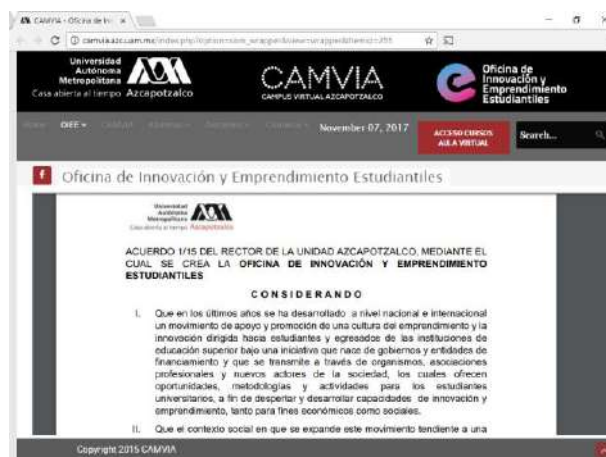 CAMVIA - Oficina de In
camvia.azc.uam.mx/index.php?option=com_wrapper&view=wrapper&Itemid=255
Universidad
Autónoma
Metropolitana
Casa abierta al tiempo Azcapotzalco
CAMVIA
CAMPUS VIRTUAL AZCAPOTZALCO
Oficina de
Innovación y
Emprendimiento
Estudiantiles
OIEE
November 07, 2017
ACCESO CURSOS
AULA VIRTUAL
Search...
Oficina de Innovación y Emprendimiento Estudiantiles
Universidad
Autónoma
Metropolitana
Casa abierta al tiempo Azcapotzalco
ACUERDO 1/15 DEL RECTOR DE LA UNIDAD AZCAPOTZALCO, MEDIANTE EL
CUAL SE CREA LA OFICINA DE INNOVACIÓN Y EMPRENDIMIENTO
ESTUDIANTILES
CONSIDERANDO
I. Que en los últimos años se ha desarrollado a nivel nacional e internacional
un movimiento de apoyo y promoción de una cultura del emprendimiento y la
innovación dirigida hacia estudiantes y egresados de las instituciones de
educación superior bajo una iniciativa que nace de gobiernos y entidades de
financiamiento y que se transmite a través de organismos, asociaciones
profesionales y nuevos actores de la sociedad, los cuales ofrecen
oportunidades, metodologías y actividades para los estudiantes
universitarios, a fin de despertar y desarrollar capacidades de innovación y
emprendimiento, tanto para fines económicos como sociales.
II. Que el contexto social en que se expande este movimiento tendiente a una
Copyright 2015 CAMVIA